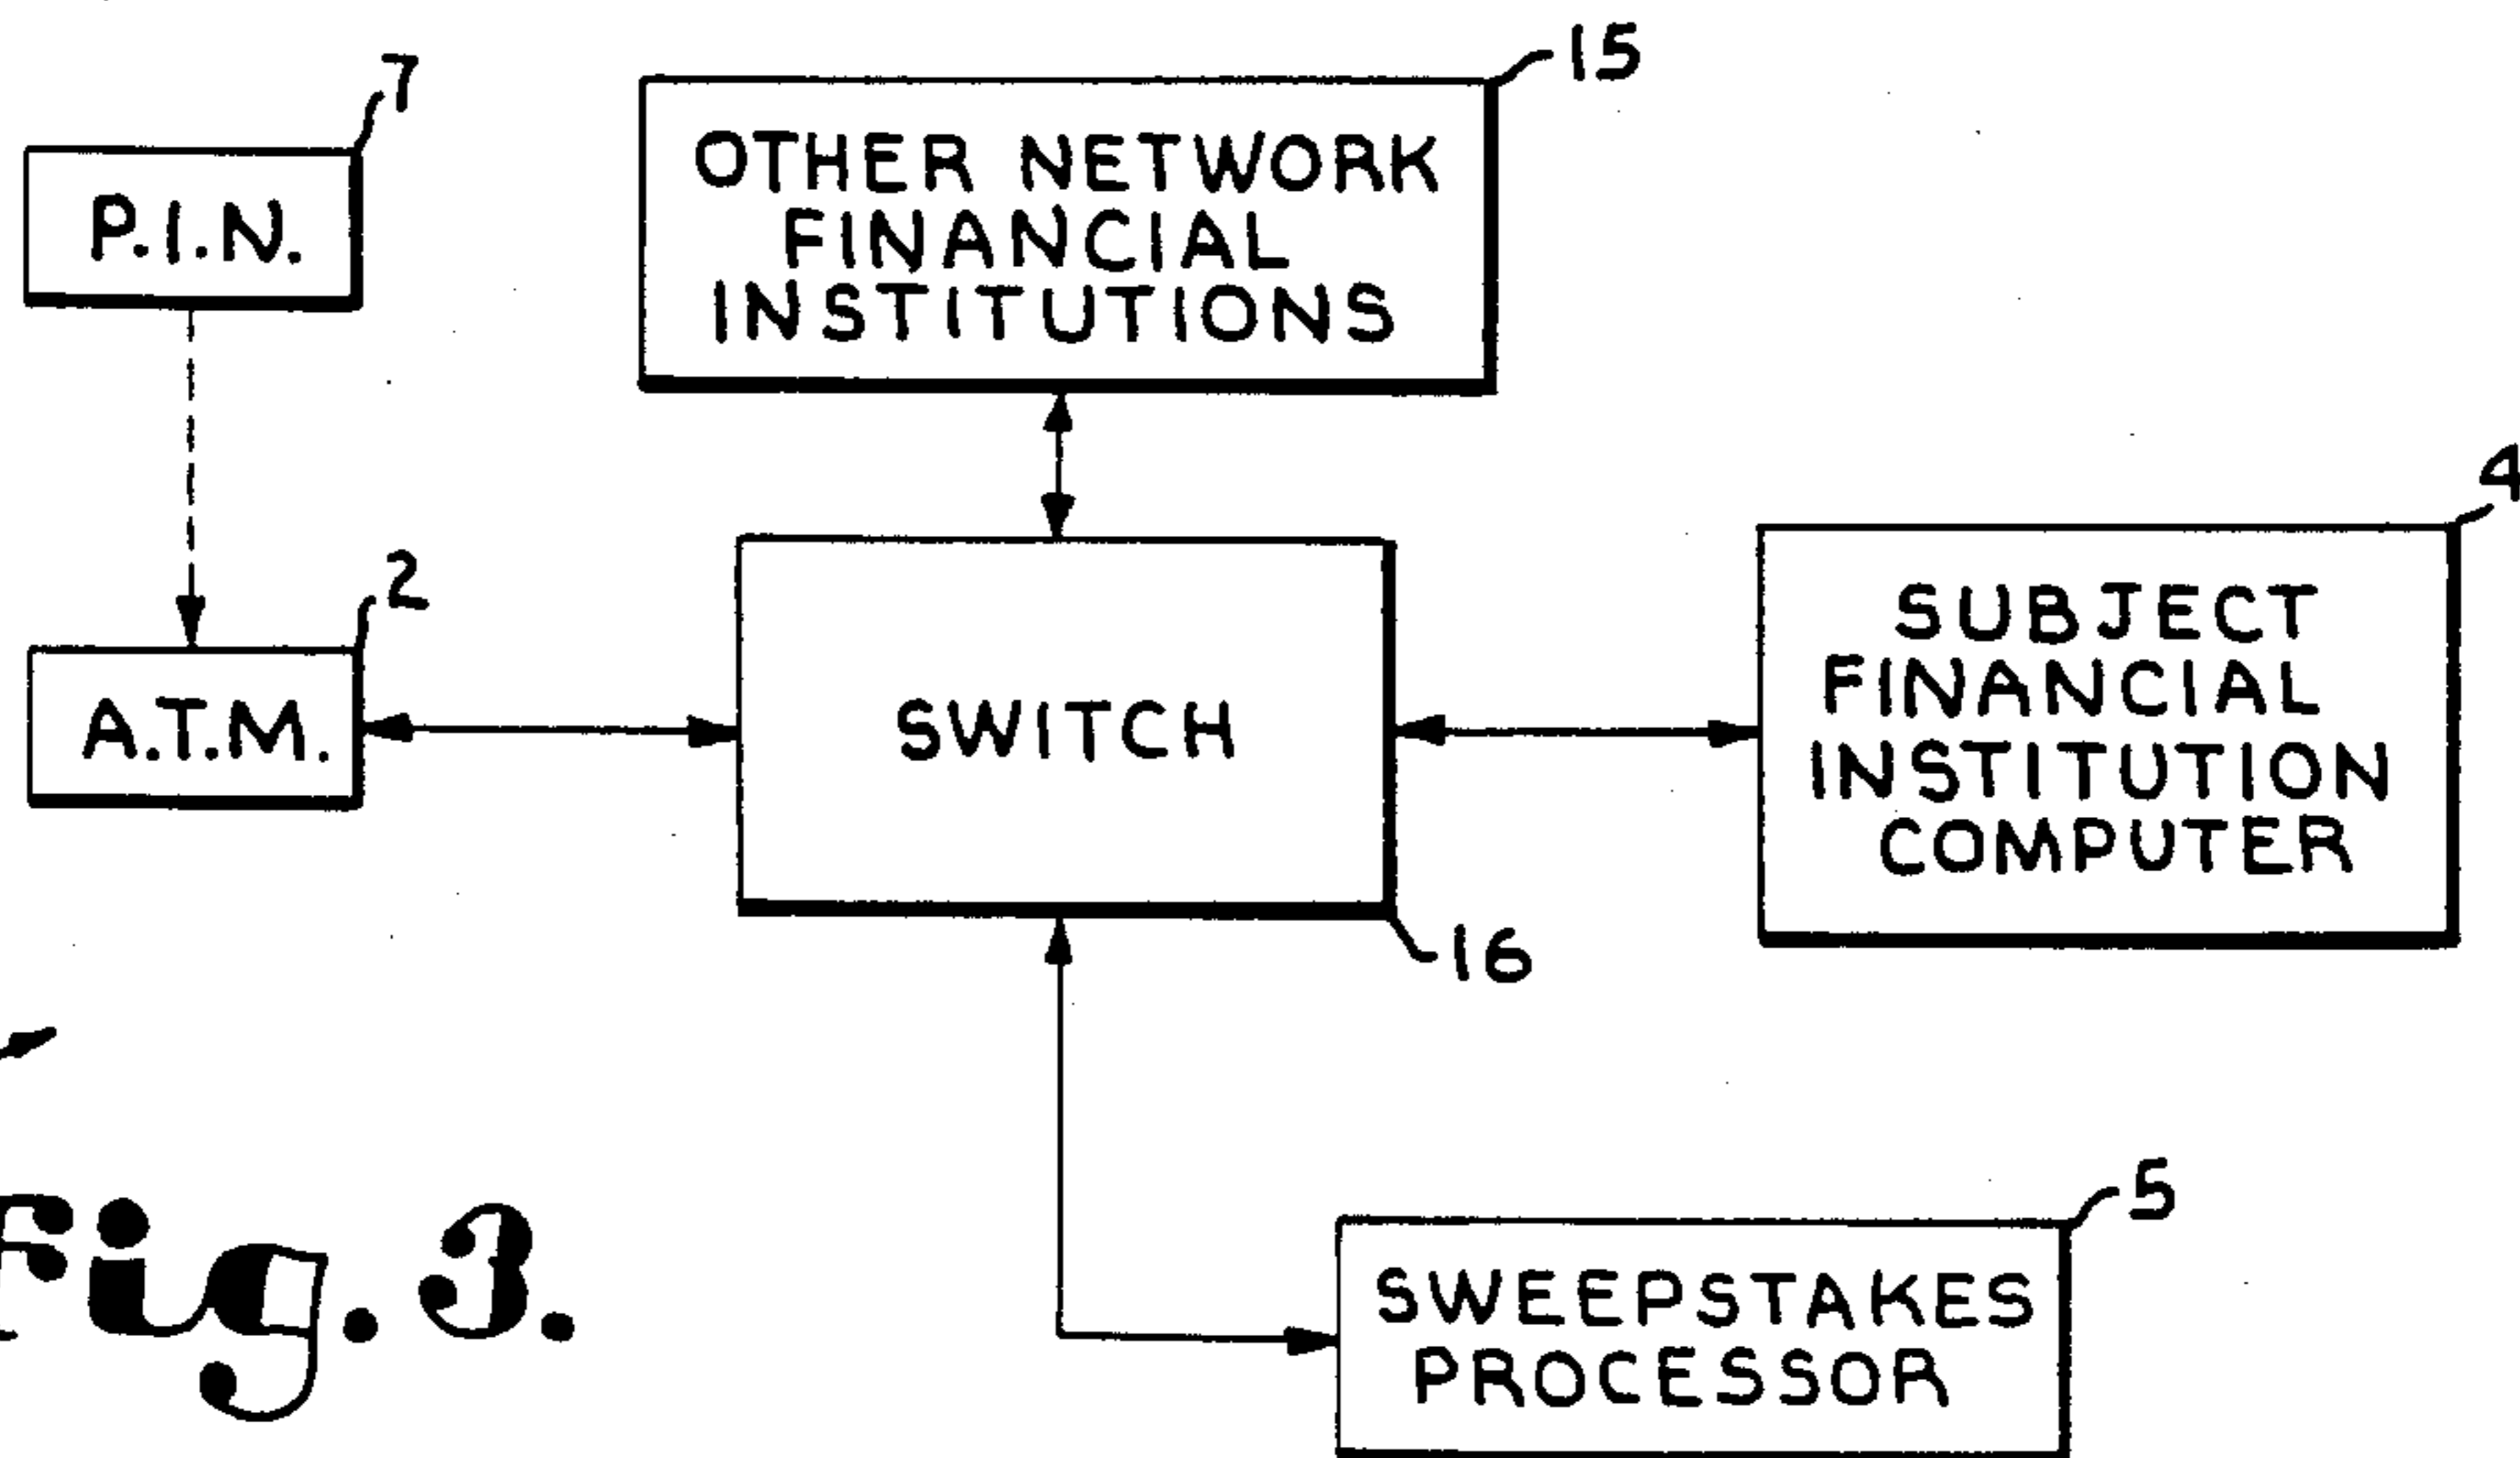 7
P.I.N.
15
OTHER NETWORK
FINANCIAL
INSTITUTIONS
2
A.T.M.
SWITCH
16
4
SUBJECT
FINANCIAL
INSTITUTION
COMPUTER
5
SWEEPSTAKES
PROCESSOR
Fig. 3.